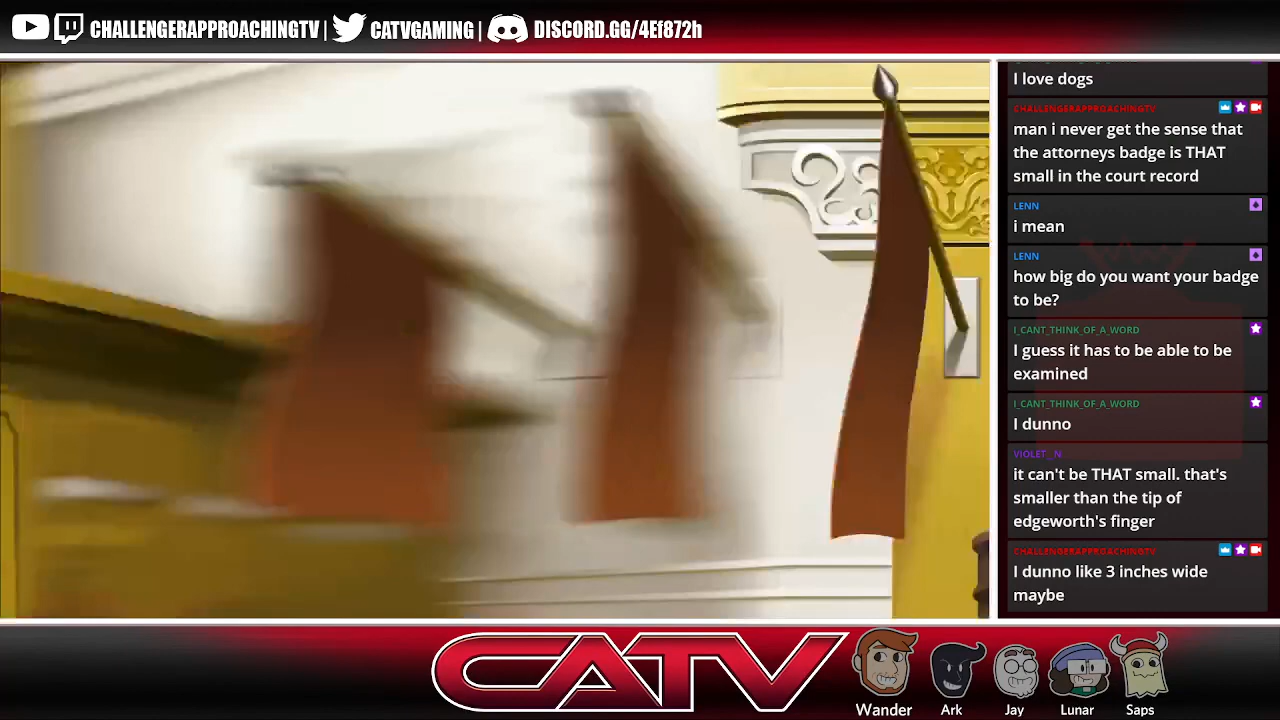 CHALLENGERAPPROACHINGTV | CATVGAMING | DISCORD.GG/4Ef872h
I love dogs
CHALLENGERAPPROACHINGTV
man i never get the sense that
the attorneys badge is THAT
small in the court record
LENN
i mean
LENN
how big do you want your badge
to be?
I_CANT_THINK_OF_A_WORD
I guess it has to be able to be
examined
I_CANT_THINK_OF_A_WORD
I dunno
VIOLET_N
it can't be THAT small. that's
smaller than the tip of
edgeworth's finger
CHALLENGERAPPROACHINGTV
I dunno like 3 inches wide
maybe
CATV
Wander Ark Jay Lunar Saps